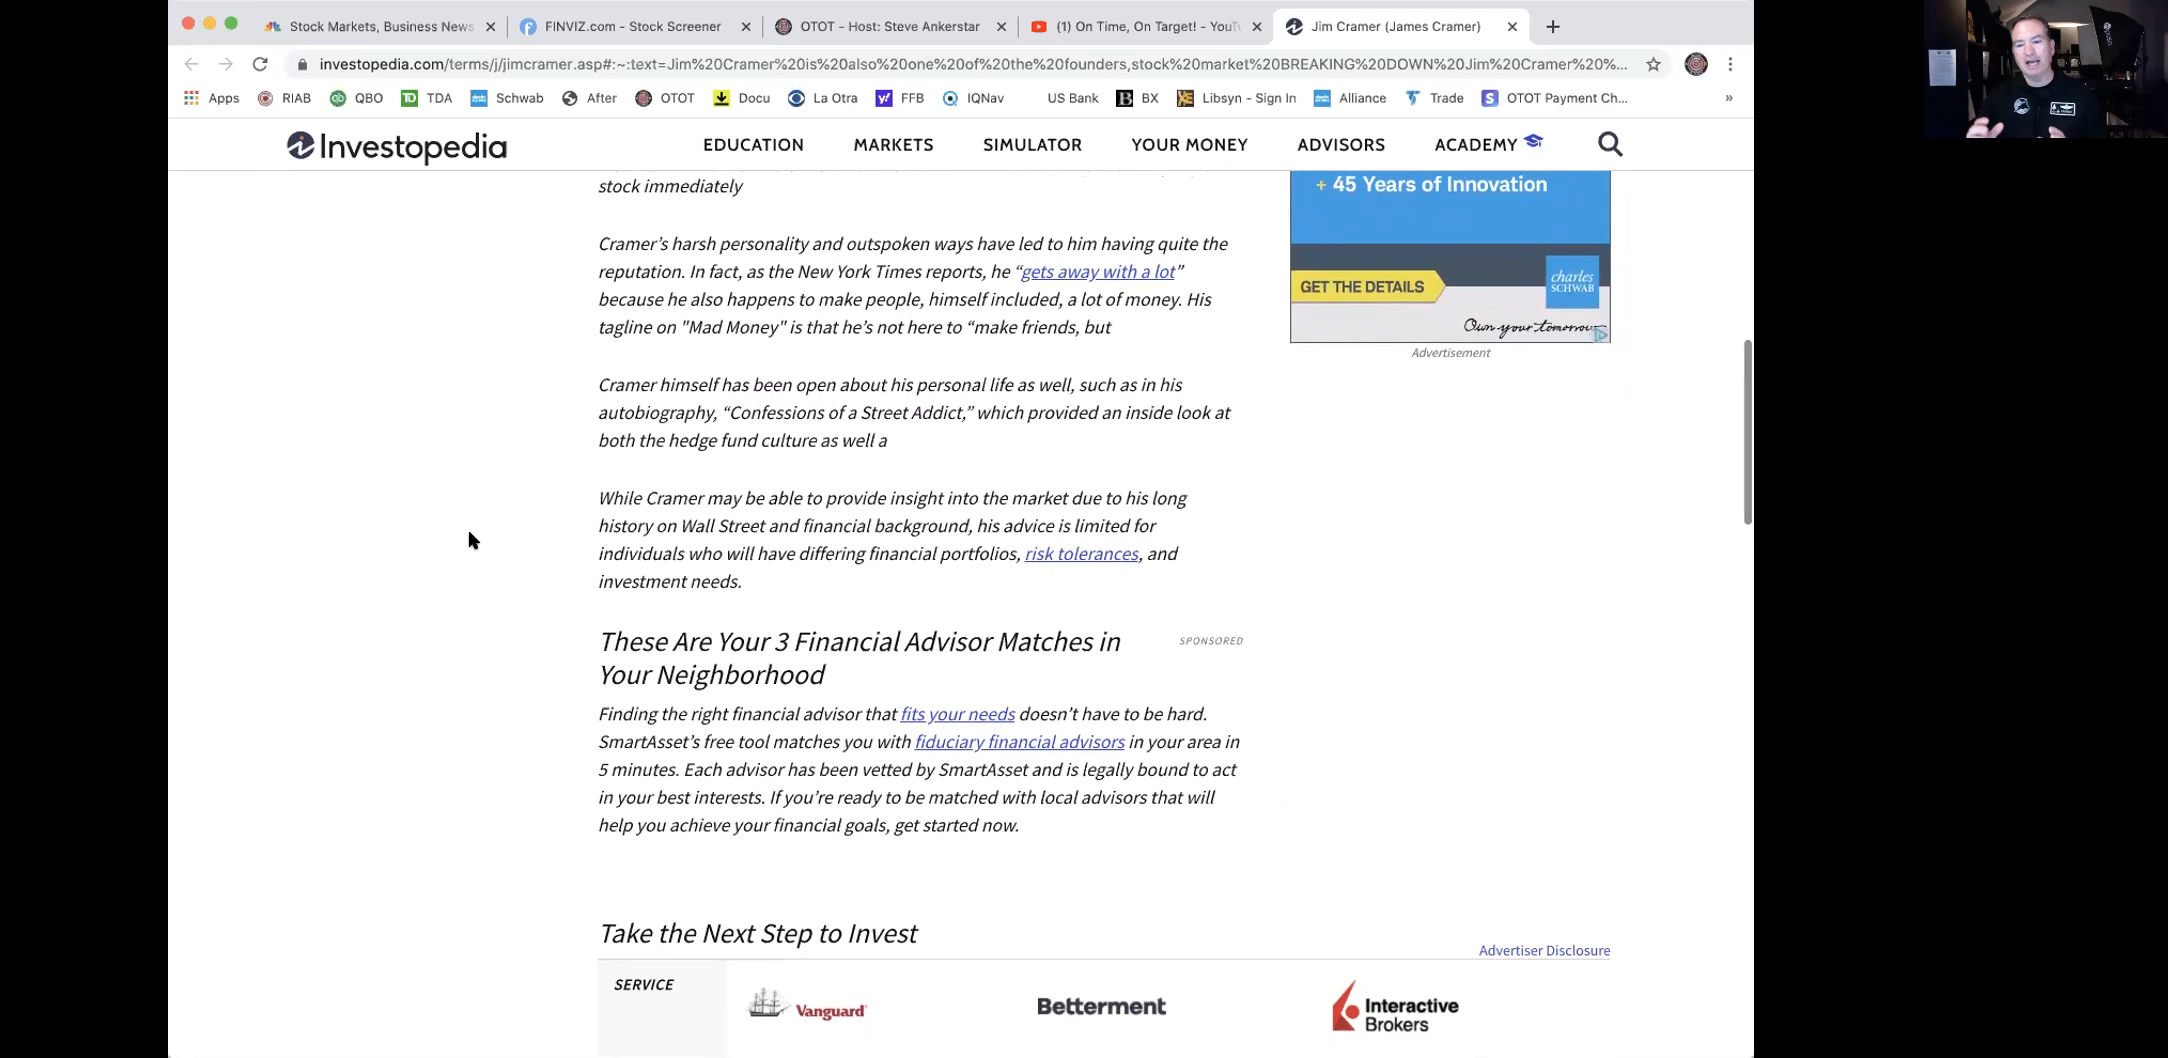 Stock Markets, Business News
FINVIZ.com - Stock Screener
OTOT - Host: Steve Ankerstar
(1) On Time, On Target! - YouTu
Jim Cramer (James Cramer)
investopedia.com/terms/j/jimcramer.asp#:~:text=Jim%20Cramer%20is%20also%20one%20of%20the%20founders,stock%20market%20BREAKING%20DOWN%20Jim%20Cramer%20%...
Apps RIAB QBO TDA Schwab After OTOT Docu La Otra FFB IQNav US Bank BX Libsyn - Sign In Alliance Trade OTOT Payment Ch... »
Investopedia
EDUCATION MARKETS SIMULATOR YOUR MONEY ADVISORS ACADEMY
stock immediately
Cramer’s harsh personality and outspoken ways have led to him having quite the
reputation. In fact, as the New York Times reports, he “gets away with a lot”
because he also happens to make people, himself included, a lot of money. His
tagline on "Mad Money" is that he’s not here to “make friends, but
Cramer himself has been open about his personal life as well, such as in his
autobiography, “Confessions of a Street Addict,” which provided an inside look at
both the hedge fund culture as well a
While Cramer may be able to provide insight into the market due to his long
history on Wall Street and financial background, his advice is limited for
individuals who will have differing financial portfolios, risk tolerances, and
investment needs.
These Are Your 3 Financial Advisor Matches in
Your Neighborhood
SPONSORED
Finding the right financial advisor that fits your needs doesn’t have to be hard.
SmartAsset’s free tool matches you with fiduciary financial advisors in your area in
5 minutes. Each advisor has been vetted by SmartAsset and is legally bound to act
in your best interests. If you’re ready to be matched with local advisors that will
help you achieve your financial goals, get started now.
Take the Next Step to Invest
Advertiser Disclosure
SERVICE
Vanguard
Betterment
Interactive
Brokers
+ 45 Years of Innovation
GET THE DETAILS
charles
SCHWAB
Own your tomorrow
Advertisement